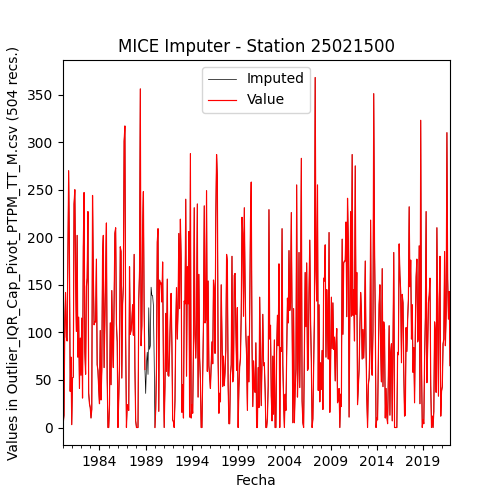 MICE Imputer - Station 25021500
Imputed
Value
Values in Outlier_IQR_Cap_Pivot_PTPM_TT_M.csv (504 recs.)
350
300
250
200
150
100
50
0
1984 1989 1994 1999 2004 2009 2014 2019
Fecha